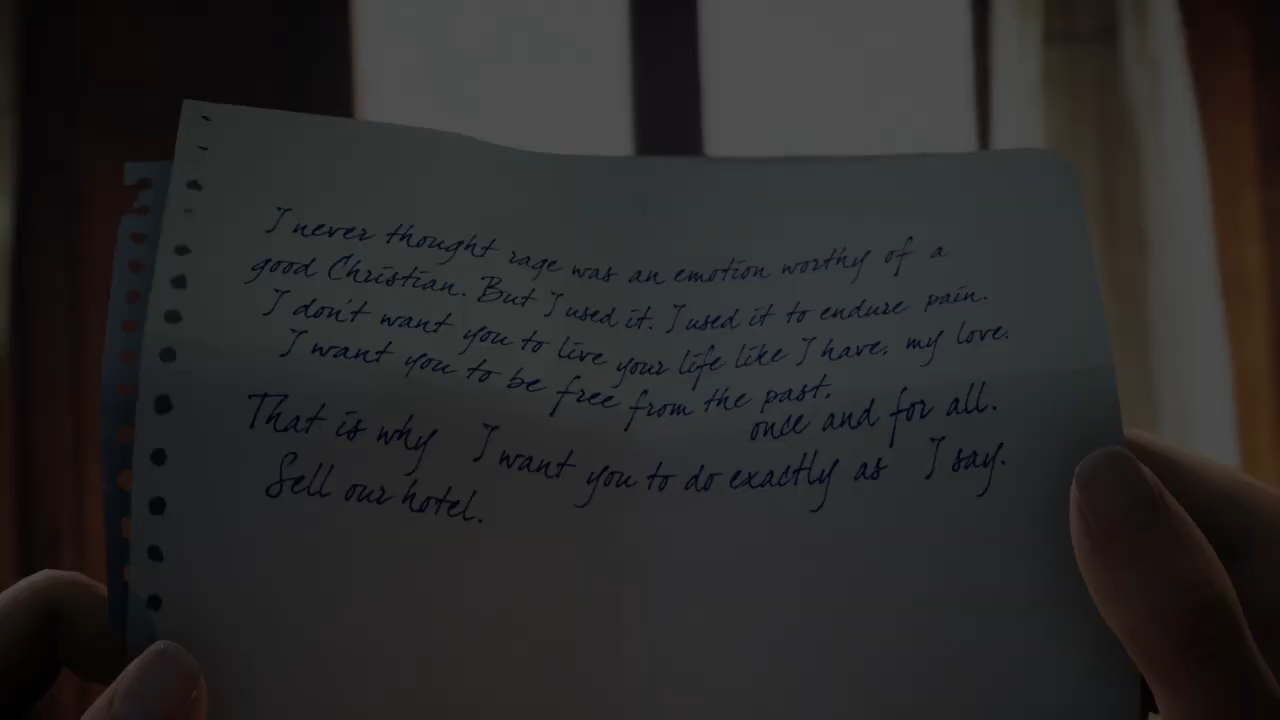 I never thought rage was an emotion worthy of a
good Christian. But I used it. I used it to endure pain.
I don't want you to live your life like I have, my love.
I want you to be free from the past,
once and for all.
That is why I want you to do exactly as I say.
Sell our hotel.